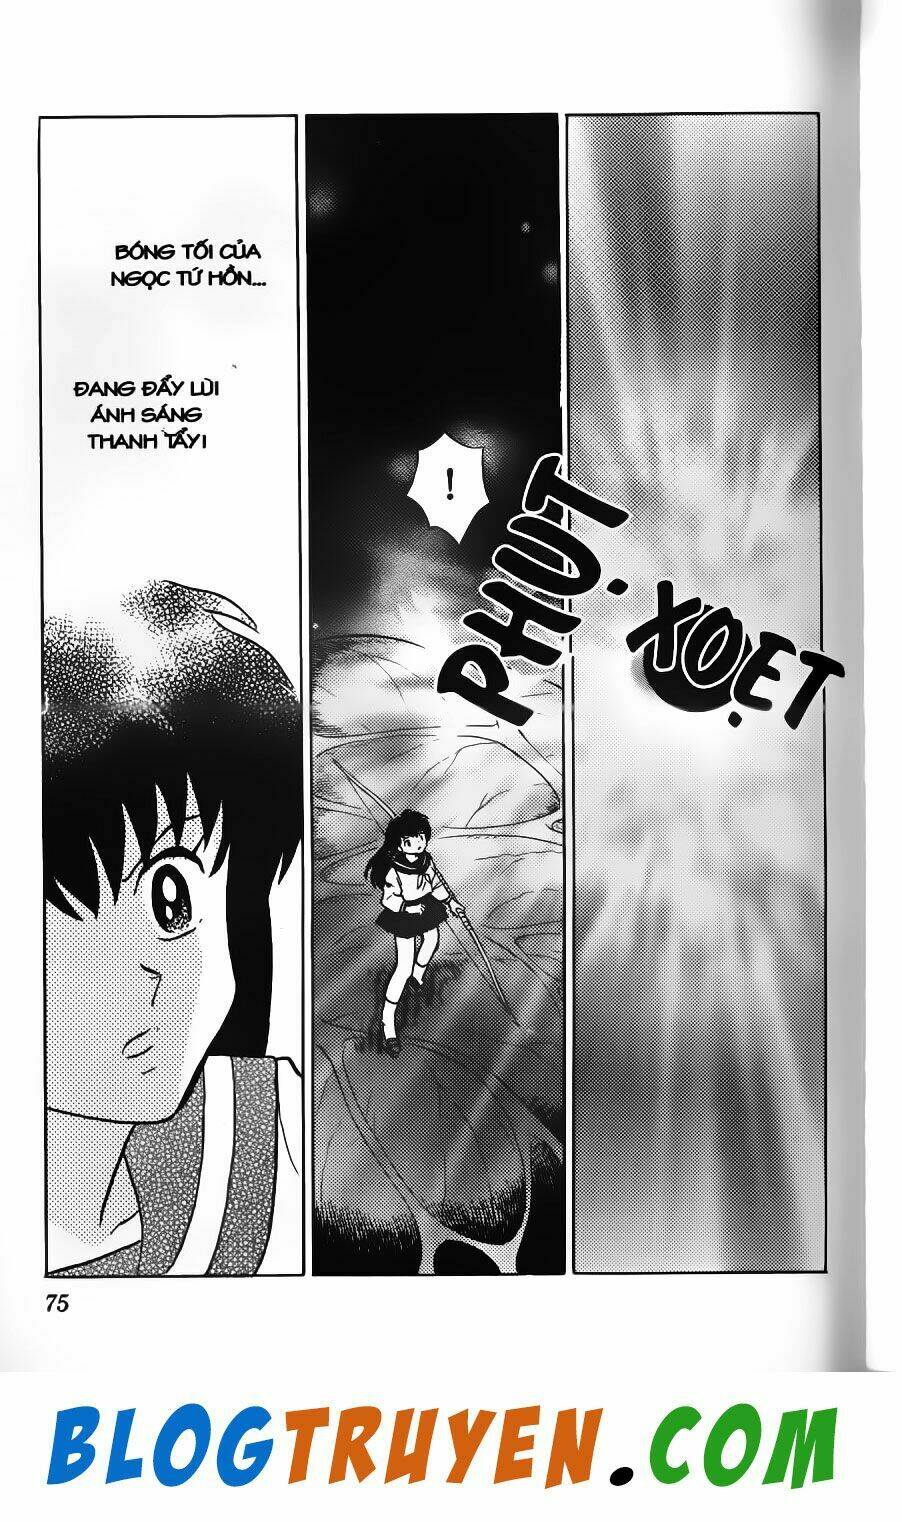 PHỤT
XOẸT
!
BÓNG TỐI CỦA
NGỌC TỨ HỒN...
ĐANG ĐẨY LÙI
ÁNH SÁNG
THANH TẨY!
75
BLOGTRUYEN.COM